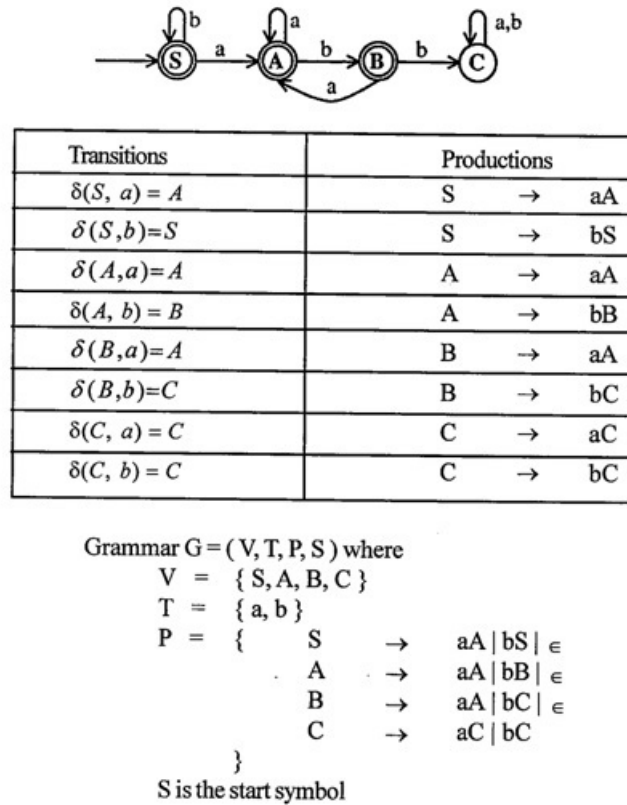 b a a,b
S a A b B b C
a
Transitions Productions
δ(S, a) = A S → aA
δ(S,b)=S S → bS
δ(A,a)=A A → aA
δ(A, b) = B A → bB
δ(B,a)=A B → aA
δ(B,b)=C B → bC
δ(C, a) = C C → aC
δ(C, b) = C C → bC
Grammar G = ( V, T, P, S ) where
V = { S, A, B, C }
T = { a, b }
P = { S → aA | bS | ∈
A → aA | bB | ∈
B → aA | bC | ∈
C → aC | bC
}
S is the start symbol